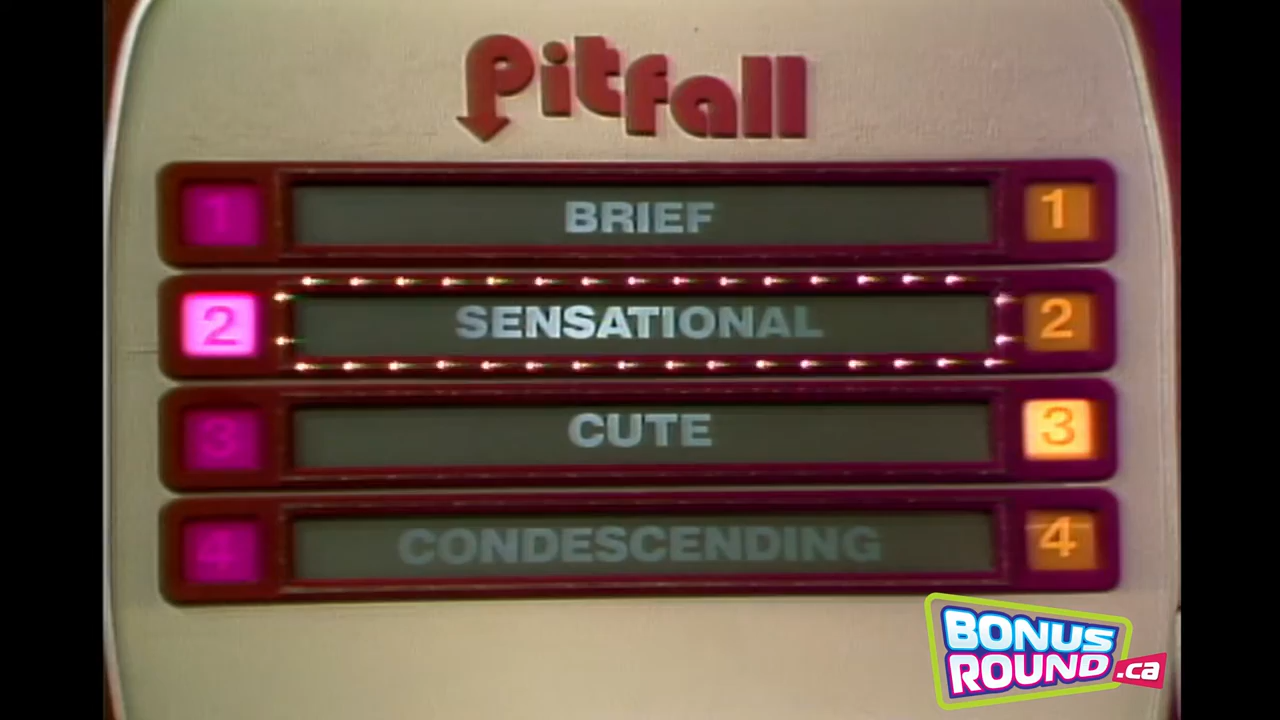 Pitfall
1 BRIEF 1
2 SENSATIONAL 2
3 CUTE 3
4 CONDESCENDING 4
BONUS
ROUND.ca